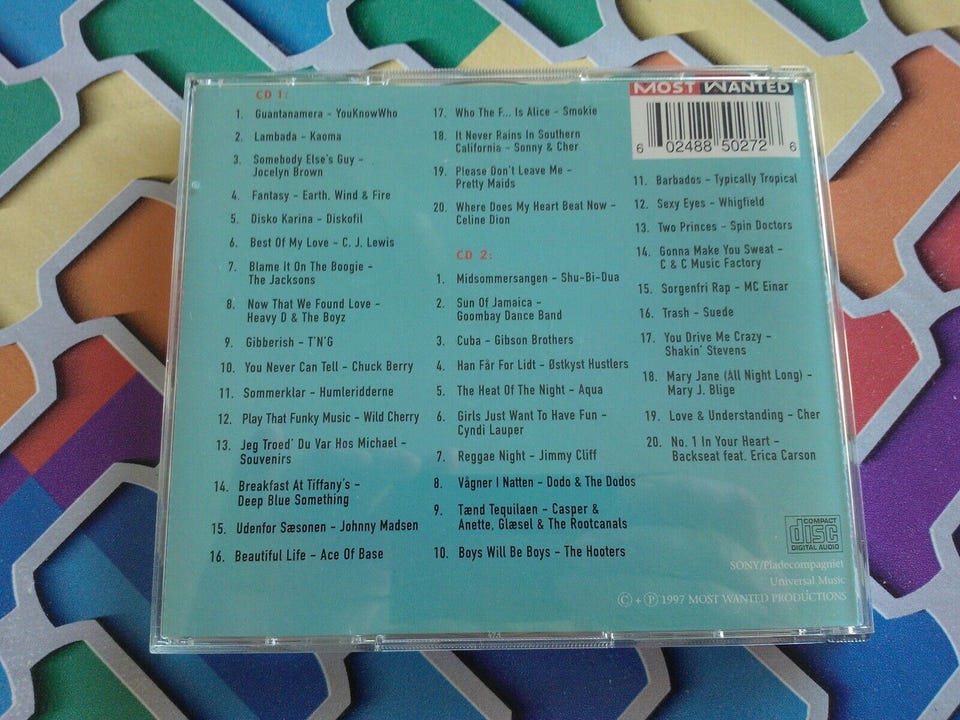 CD 1:
1. Guantanamera – YouKnowWho
2. Lambada – Kaoma
3. Somebody Else's Guy –
Jocelyn Brown
4. Fantasy – Earth, Wind & Fire
5. Disko Karina – Diskofil
6. Best Of My Love – C. J. Lewis
7. Blame It On The Boogie –
The Jacksons
8. Now That We Found Love –
Heavy D & The Boyz
9. Gibberish – T'N'G
10. You Never Can Tell – Chuck Berry
11. Sommerklar – Humleridderne
12. Play That Funky Music – Wild Cherry
13. Jeg Troed' Du Var Hos Michael –
Souvenirs
14. Breakfast At Tiffany's –
Deep Blue Something
15. Udenfor Sæsonen – Johnny Madsen
16. Beautiful Life – Ace Of Base
17. Who The F... Is Alice – Smokie
18. It Never Rains In Southern
California – Sonny & Cher
19. Please Don't Leave Me –
Pretty Maids
20. Where Does My Heart Beat Now –
Celine Dion
CD 2:
1. Midsommersangen – Shu-Bi-Dua
2. Sun Of Jamaica –
Goombay Dance Band
3. Cuba – Gibson Brothers
4. Han Får For Lidt – Østkyst Hustlers
5. The Heat Of The Night – Aqua
6. Girls Just Want To Have Fun –
Cyndi Lauper
7. Reggae Night – Jimmy Cliff
8. Vågner I Natten – Dodo & The Dodos
9. Tænd Tequilaen – Casper &
Anette, Glæsel & The Rootcanals
10. Boys Will Be Boys – The Hooters
MOST WANTED
6 02488 50272 6
11. Barbados – Typically Tropical
12. Sexy Eyes – Whigfield
13. Two Princes – Spin Doctors
14. Gonna Make You Sweat –
C & C Music Factory
15. Sorgenfri Rap – MC Einar
16. Trash – Suede
17. You Drive Me Crazy –
Shakin' Stevens
18. Mary Jane (All Night Long) –
Mary J. Blige
19. Love & Understanding – Cher
20. No. 1 In Your Heart –
Backseat feat. Erica Carson
COMPACT
disc
DIGITAL AUDIO
SONY/Pladecompagniet
Universal Music
© + ℗ 1997 MOST WANTED PRODUCTIONS